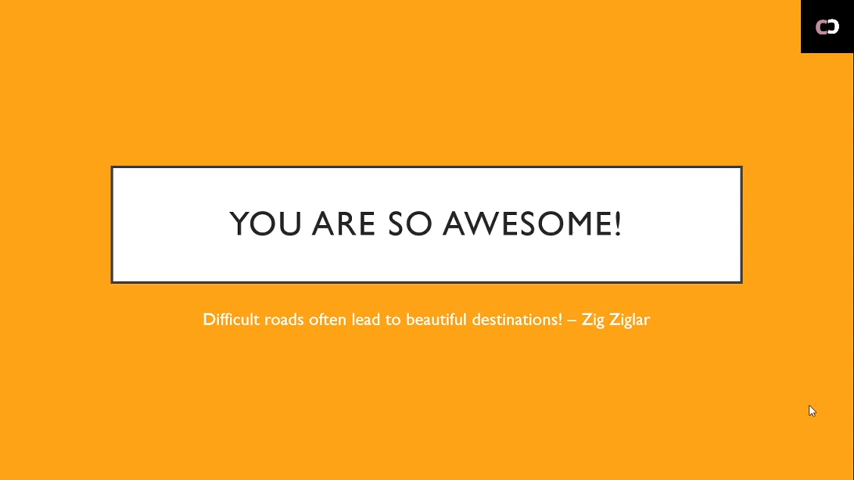 YOU ARE SO AWESOME!
Difficult roads often lead to beautiful destinations! – Zig Ziglar